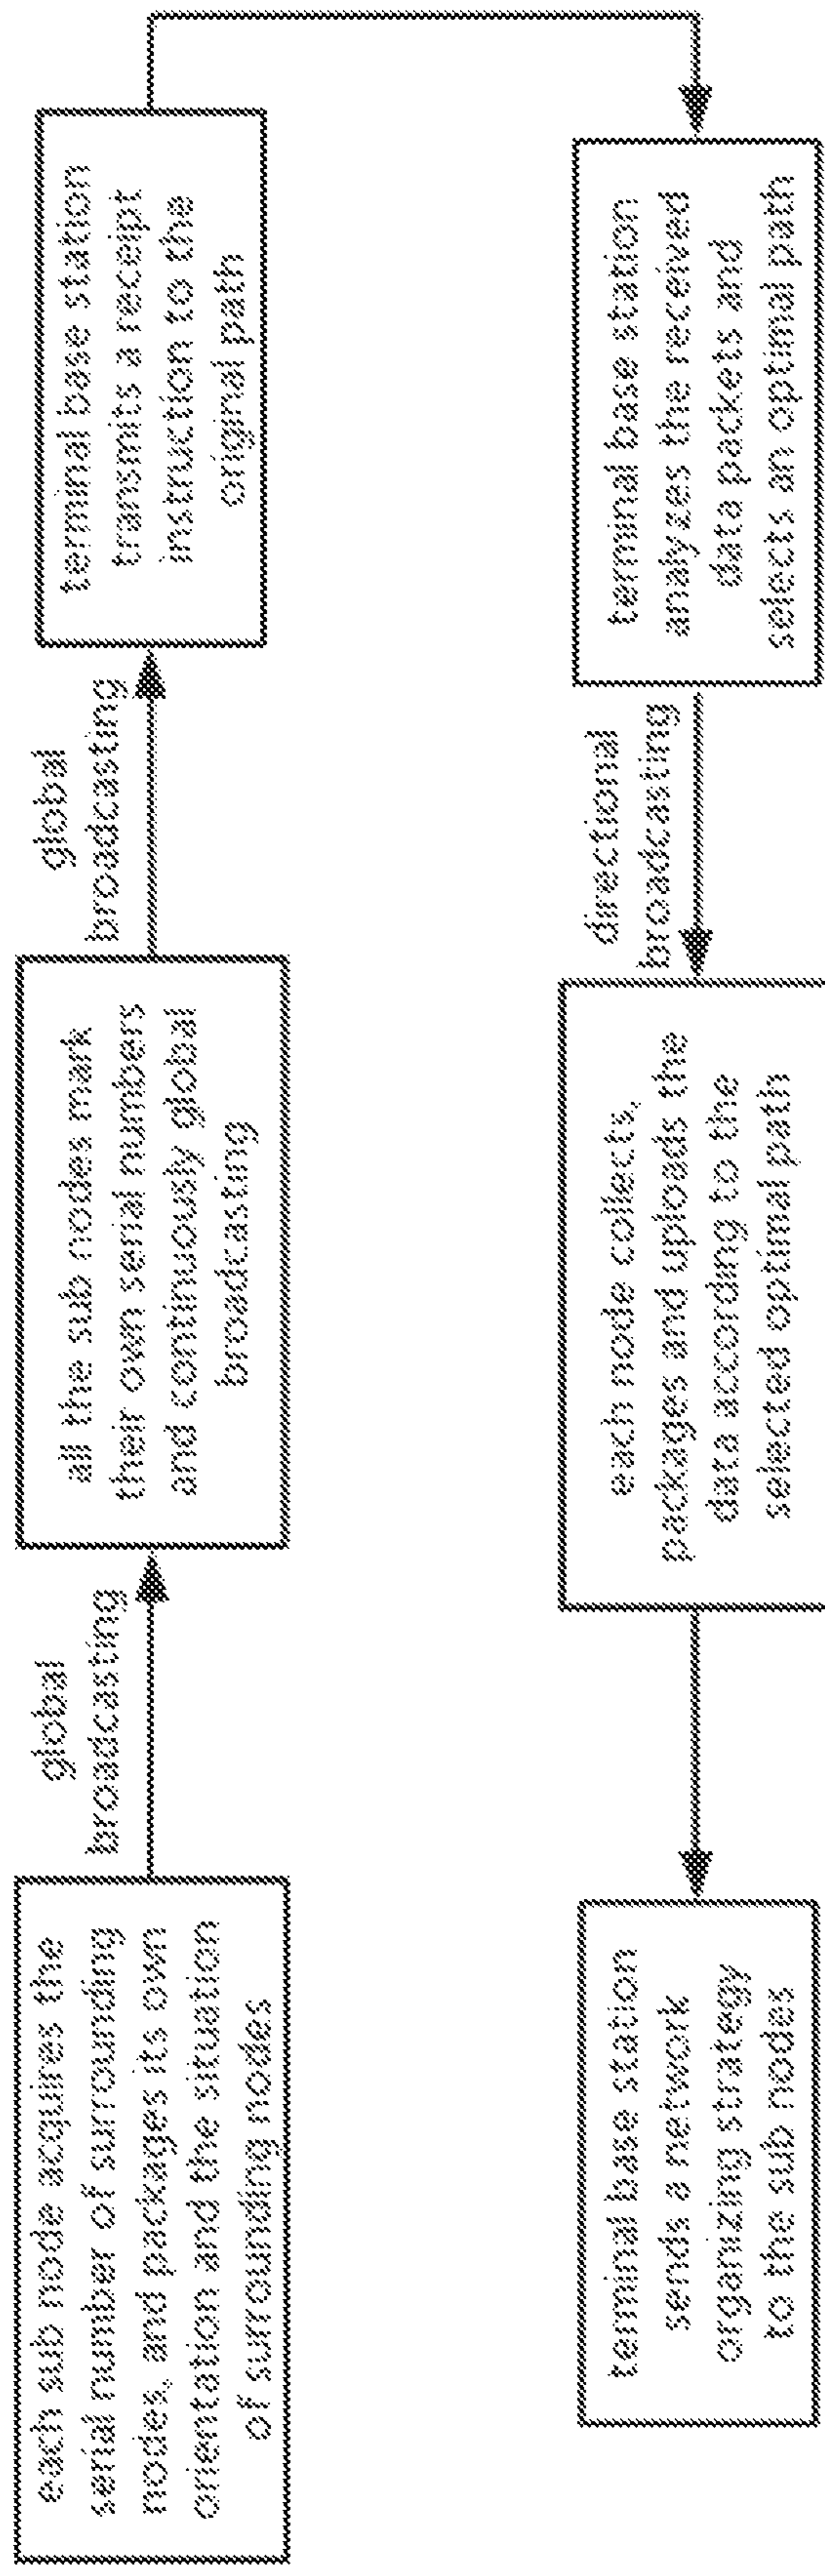 each sub node acquires the
serial number of surrounding
nodes, and packages its own
orientation and the situation
of surrounding nodes
global
broadcasting
all the sub nodes mark
their own serial numbers
and continuously global
broadcasting
global
broadcasting
terminal base station
transmits a receipt
instruction to the
original path
terminal base station
analyzes the received
data packets and
selects an optimal path
directional
broadcasting
each node collects,
packages and uploads the
data according to the
selected optimal path
terminal base station
sends a network
organizing strategy
to the sub nodes